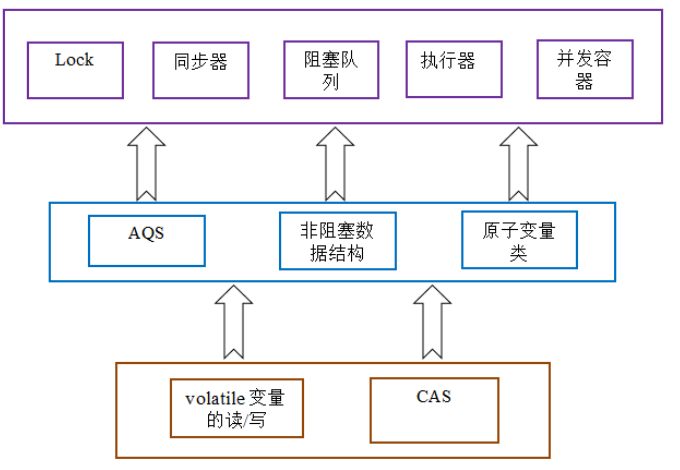 Lock
同步器
阻塞队
列
执行器
并发容
器
AQS
非阻塞数
据结构
原子变量
类
volatile 变量
的读/写
CAS